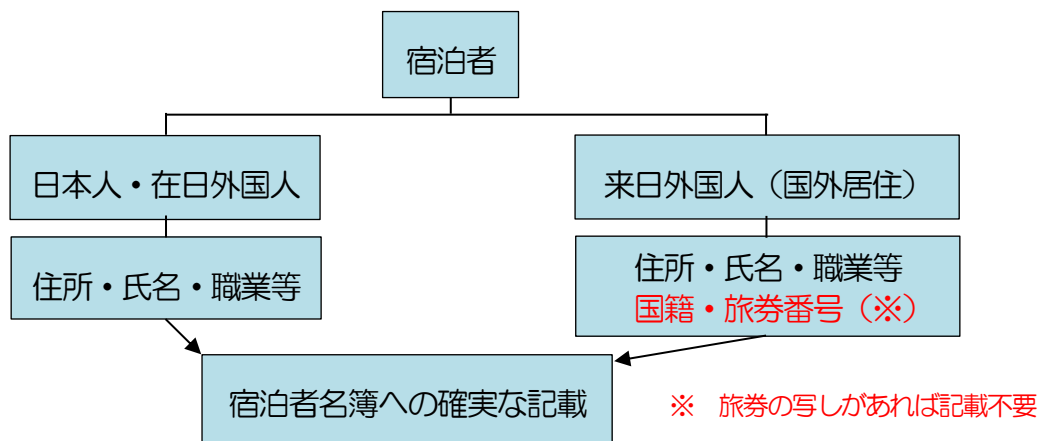 宿泊者
日本人・在日外国人
来日外国人（国外居住）
住所・氏名・職業等
住所・氏名・職業等
国籍・旅券番号（※）
宿泊者名簿への確実な記載
※　旅券の写しがあれば記載不要